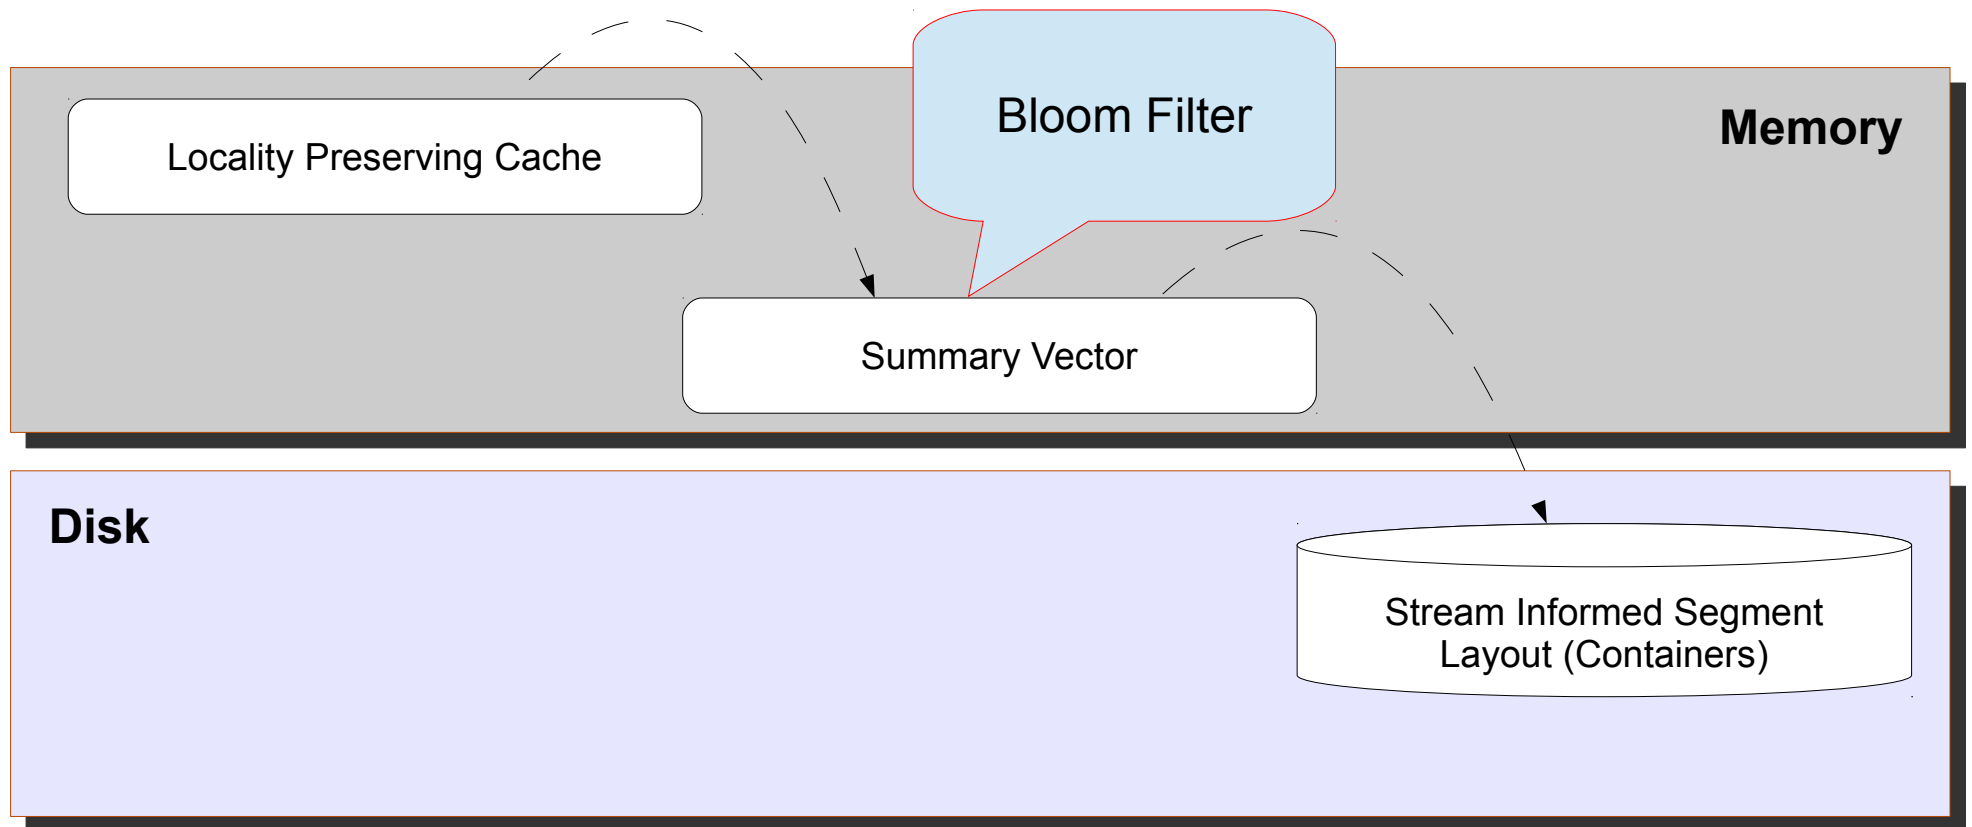 Bloom Filter
Memory
Locality Preserving Cache
Summary Vector
Disk
Stream Informed Segment
Layout (Containers)